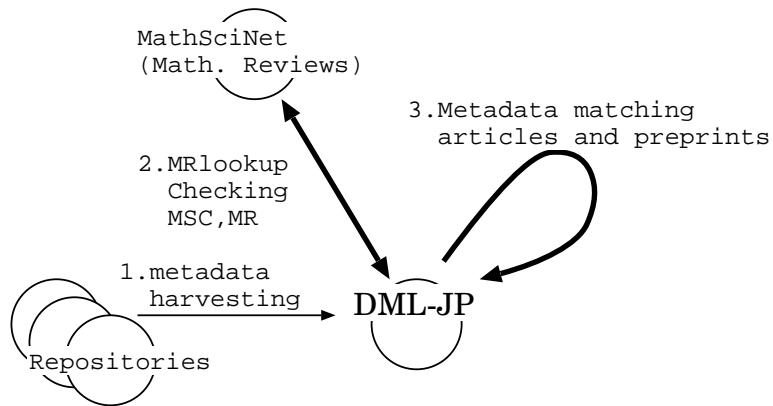 MathSciNet
(Math. Reviews)
3.Metadata matching
articles and preprints
2.MRlookup
Checking
MSC,MR
1.metadata
harvesting
DML-JP
Repositories